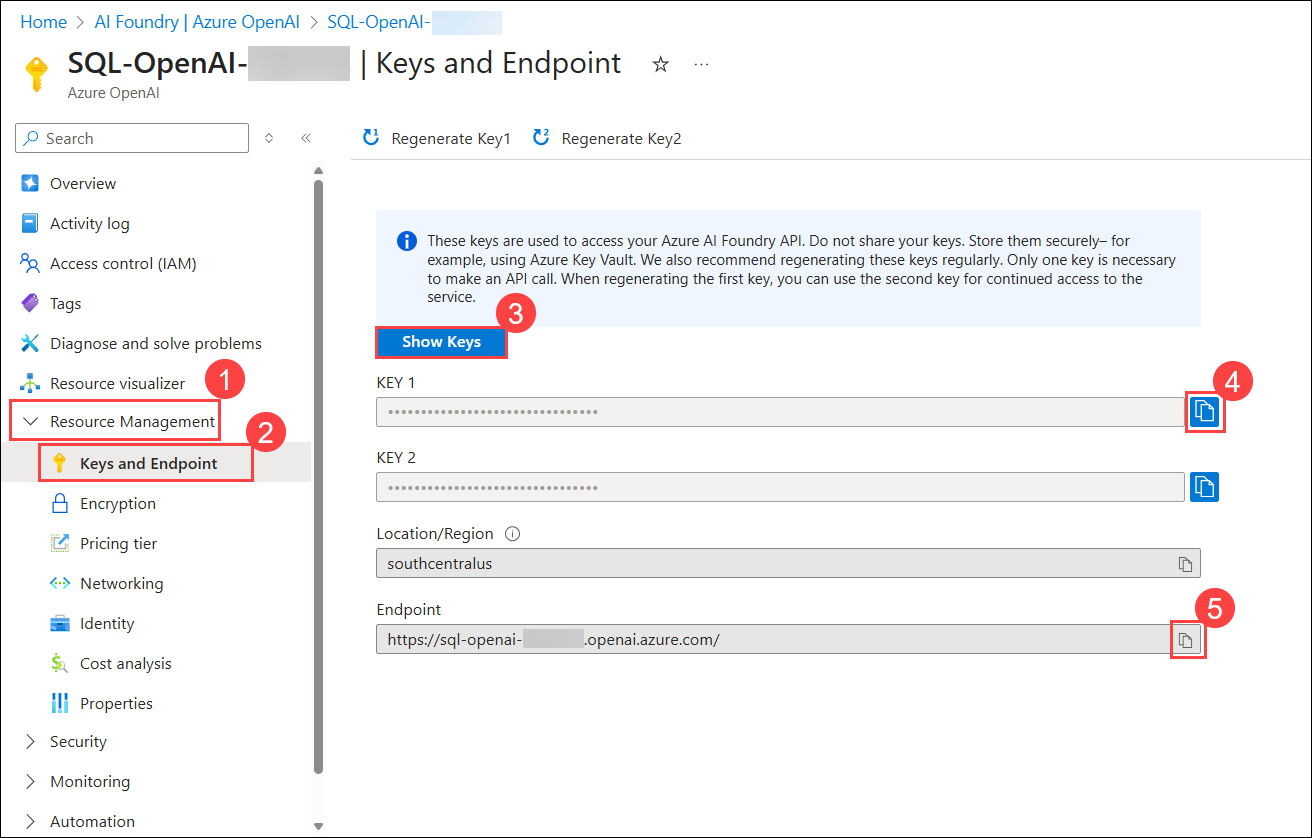 Home > AI Foundry | Azure OpenAI > SQL-OpenAI-
SQL-OpenAI- | Keys and Endpoint
Azure OpenAI
Search
Regenerate Key1
Regenerate Key2
Overview
Activity log
Access control (IAM)
Tags
Diagnose and solve problems
Resource visualizer
1
Resource Management
2
Keys and Endpoint
Encryption
Pricing tier
Networking
Identity
Cost analysis
Properties
Security
Monitoring
Automation
These keys are used to access your Azure AI Foundry API. Do not share your keys. Store them securely– for
example, using Azure Key Vault. We also recommend regenerating these keys regularly. Only one key is necessary
to make an API call. When regenerating the first key, you can use the second key for continued access to the
service.
3
Show Keys
KEY 1
••••••••••••••••••••••••••••••••
4
KEY 2
••••••••••••••••••••••••••••••••
Location/Region
southcentralus
Endpoint
5
https://sql-openai- .openai.azure.com/